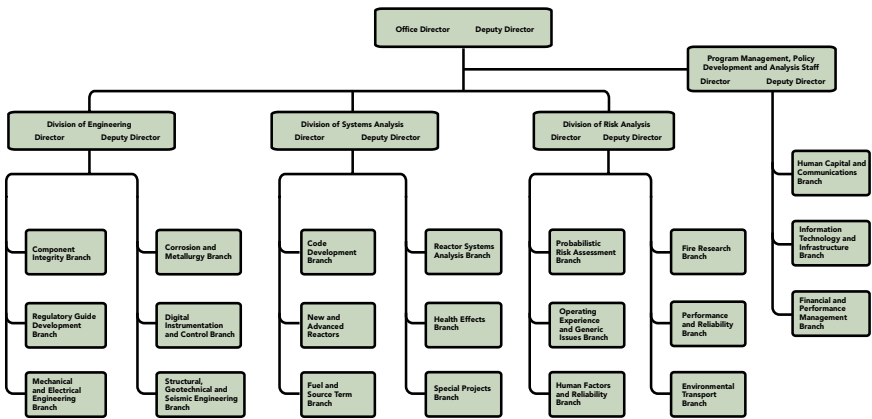 Office Director Deputy Director
Program Management, Policy
Development and Analysis Staff
Director Deputy Director
Division of Engineering
Director Deputy Director
Division of Systems Analysis
Director Deputy Director
Division of Risk Analysis
Director Deputy Director
Component
Integrity Branch
Regulatory Guide
Development
Branch
Mechanical
and Electrical
Engineering
Branch
Corrosion and
Metallurgy Branch
Digital
Instrumentation
and Control Branch
Structural,
Geotechnical and
Seismic Engineering
Branch
Code
Development
Branch
New and
Advanced
Reactors
Fuel and
Source Term
Branch
Reactor Systems
Analysis Branch
Health Effects
Branch
Special Projects
Branch
Probabilistic
Risk Assessment
Branch
Operating
Experience
and Generic
Issues Branch
Human Factors
and Reliability
Branch
Fire Research
Branch
Performance
and Reliability
Branch
Environmental
Transport
Branch
Human Capital and
Communications
Branch
Information
Technology and
Infrastructure
Branch
Financial and
Performance
Management
Branch